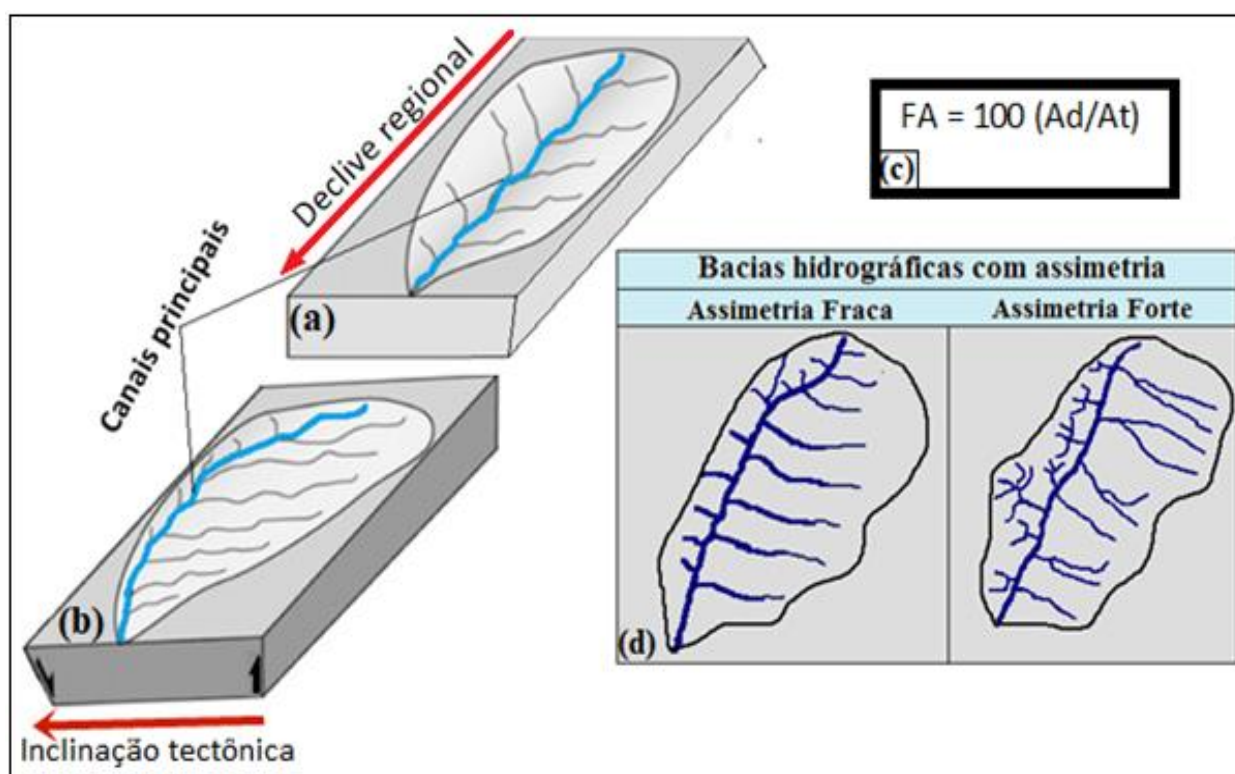 Declive regional
Canais principais
(a)
FA = 100 (Ad/At)
(c)
(b)
Inclinação tectônica
Bacias hidrográficas com assimetria
Assimetria Fraca
Assimetria Forte
(d)